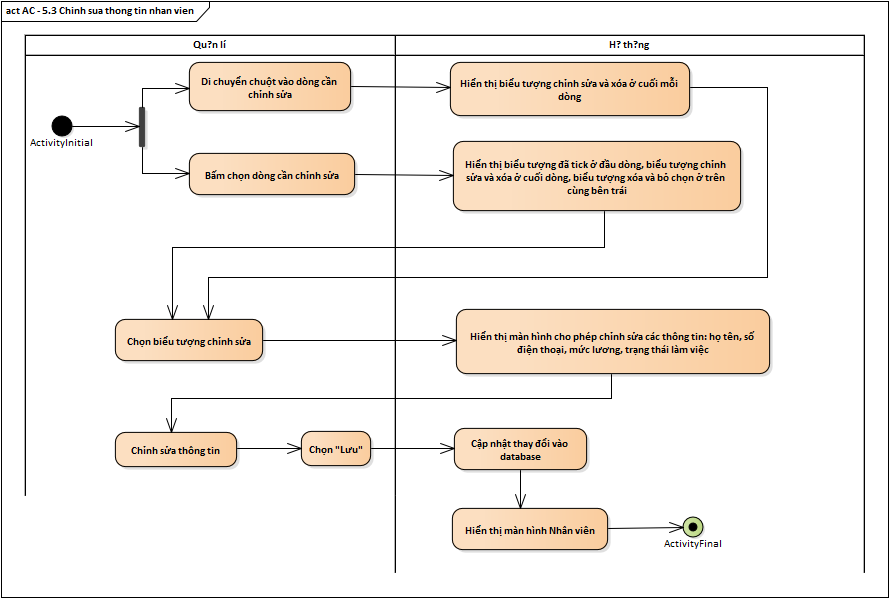 act AC - 5.3 Chinh sua thong tin nhan vien
Qu?n lí
H? th?ng
Di chuyển chuột vào dòng cần
chỉnh sửa
Hiển thị biểu tượng chỉnh sửa và xóa ở cuối mỗi
dòng
ActivityInitial
Bấm chọn dòng cần chỉnh sửa
Hiển thị biểu tượng đã tick ở đầu dòng, biểu tượng chỉnh
sửa và xóa ở cuối dòng, biểu tượng xóa và bỏ chọn ở trên
cùng bên trái
Chọn biểu tượng chỉnh sửa
Hiển thị màn hình cho phép chỉnh sửa các thông tin: họ tên, số
điện thoại, mức lương, trạng thái làm việc
Chỉnh sửa thông tin
Chọn "Lưu"
Cập nhật thay đổi vào
database
Hiển thị màn hình Nhân viên
ActivityFinal